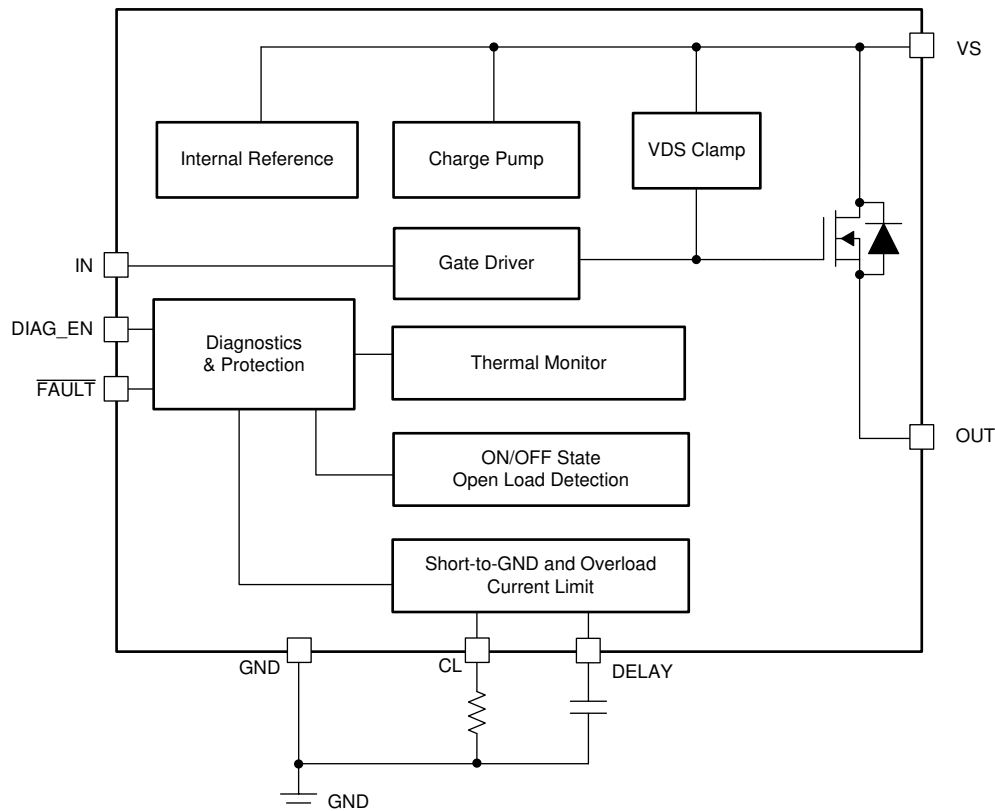 VS
Internal Reference
Charge Pump
VDS Clamp
IN
Gate Driver
DIAG_EN
Diagnostics
& Protection
Thermal Monitor
FAULT
OUT
ON/OFF State
Open Load Detection
Short-to-GND and Overload
Current Limit
GND
CL
DELAY
GND